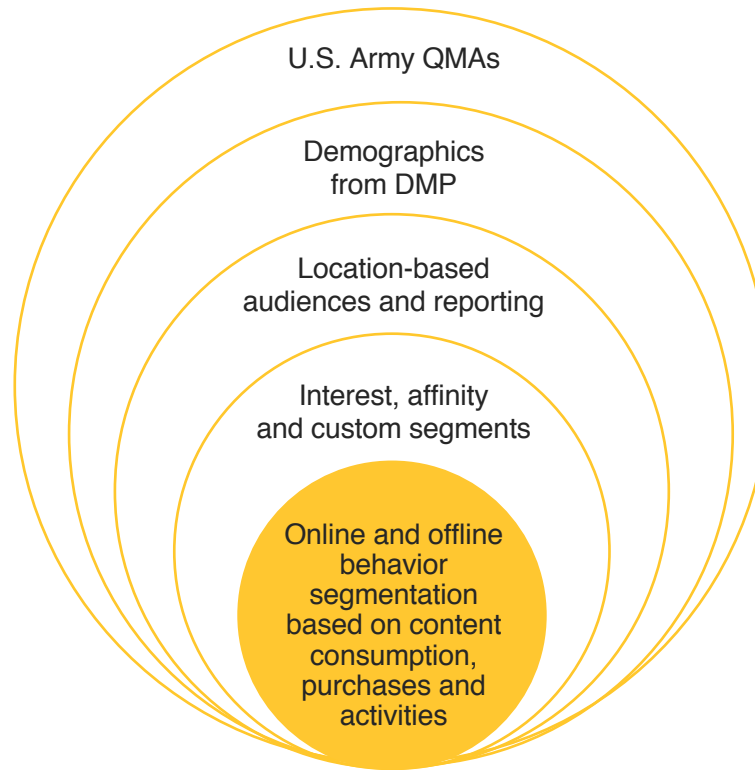 U.S. Army QMAs
Demographics
from DMP
Location-based
audiences and reporting
Interest, affinity
and custom segments
Online and offline
behavior
segmentation
based on content
consumption,
purchases and
activities